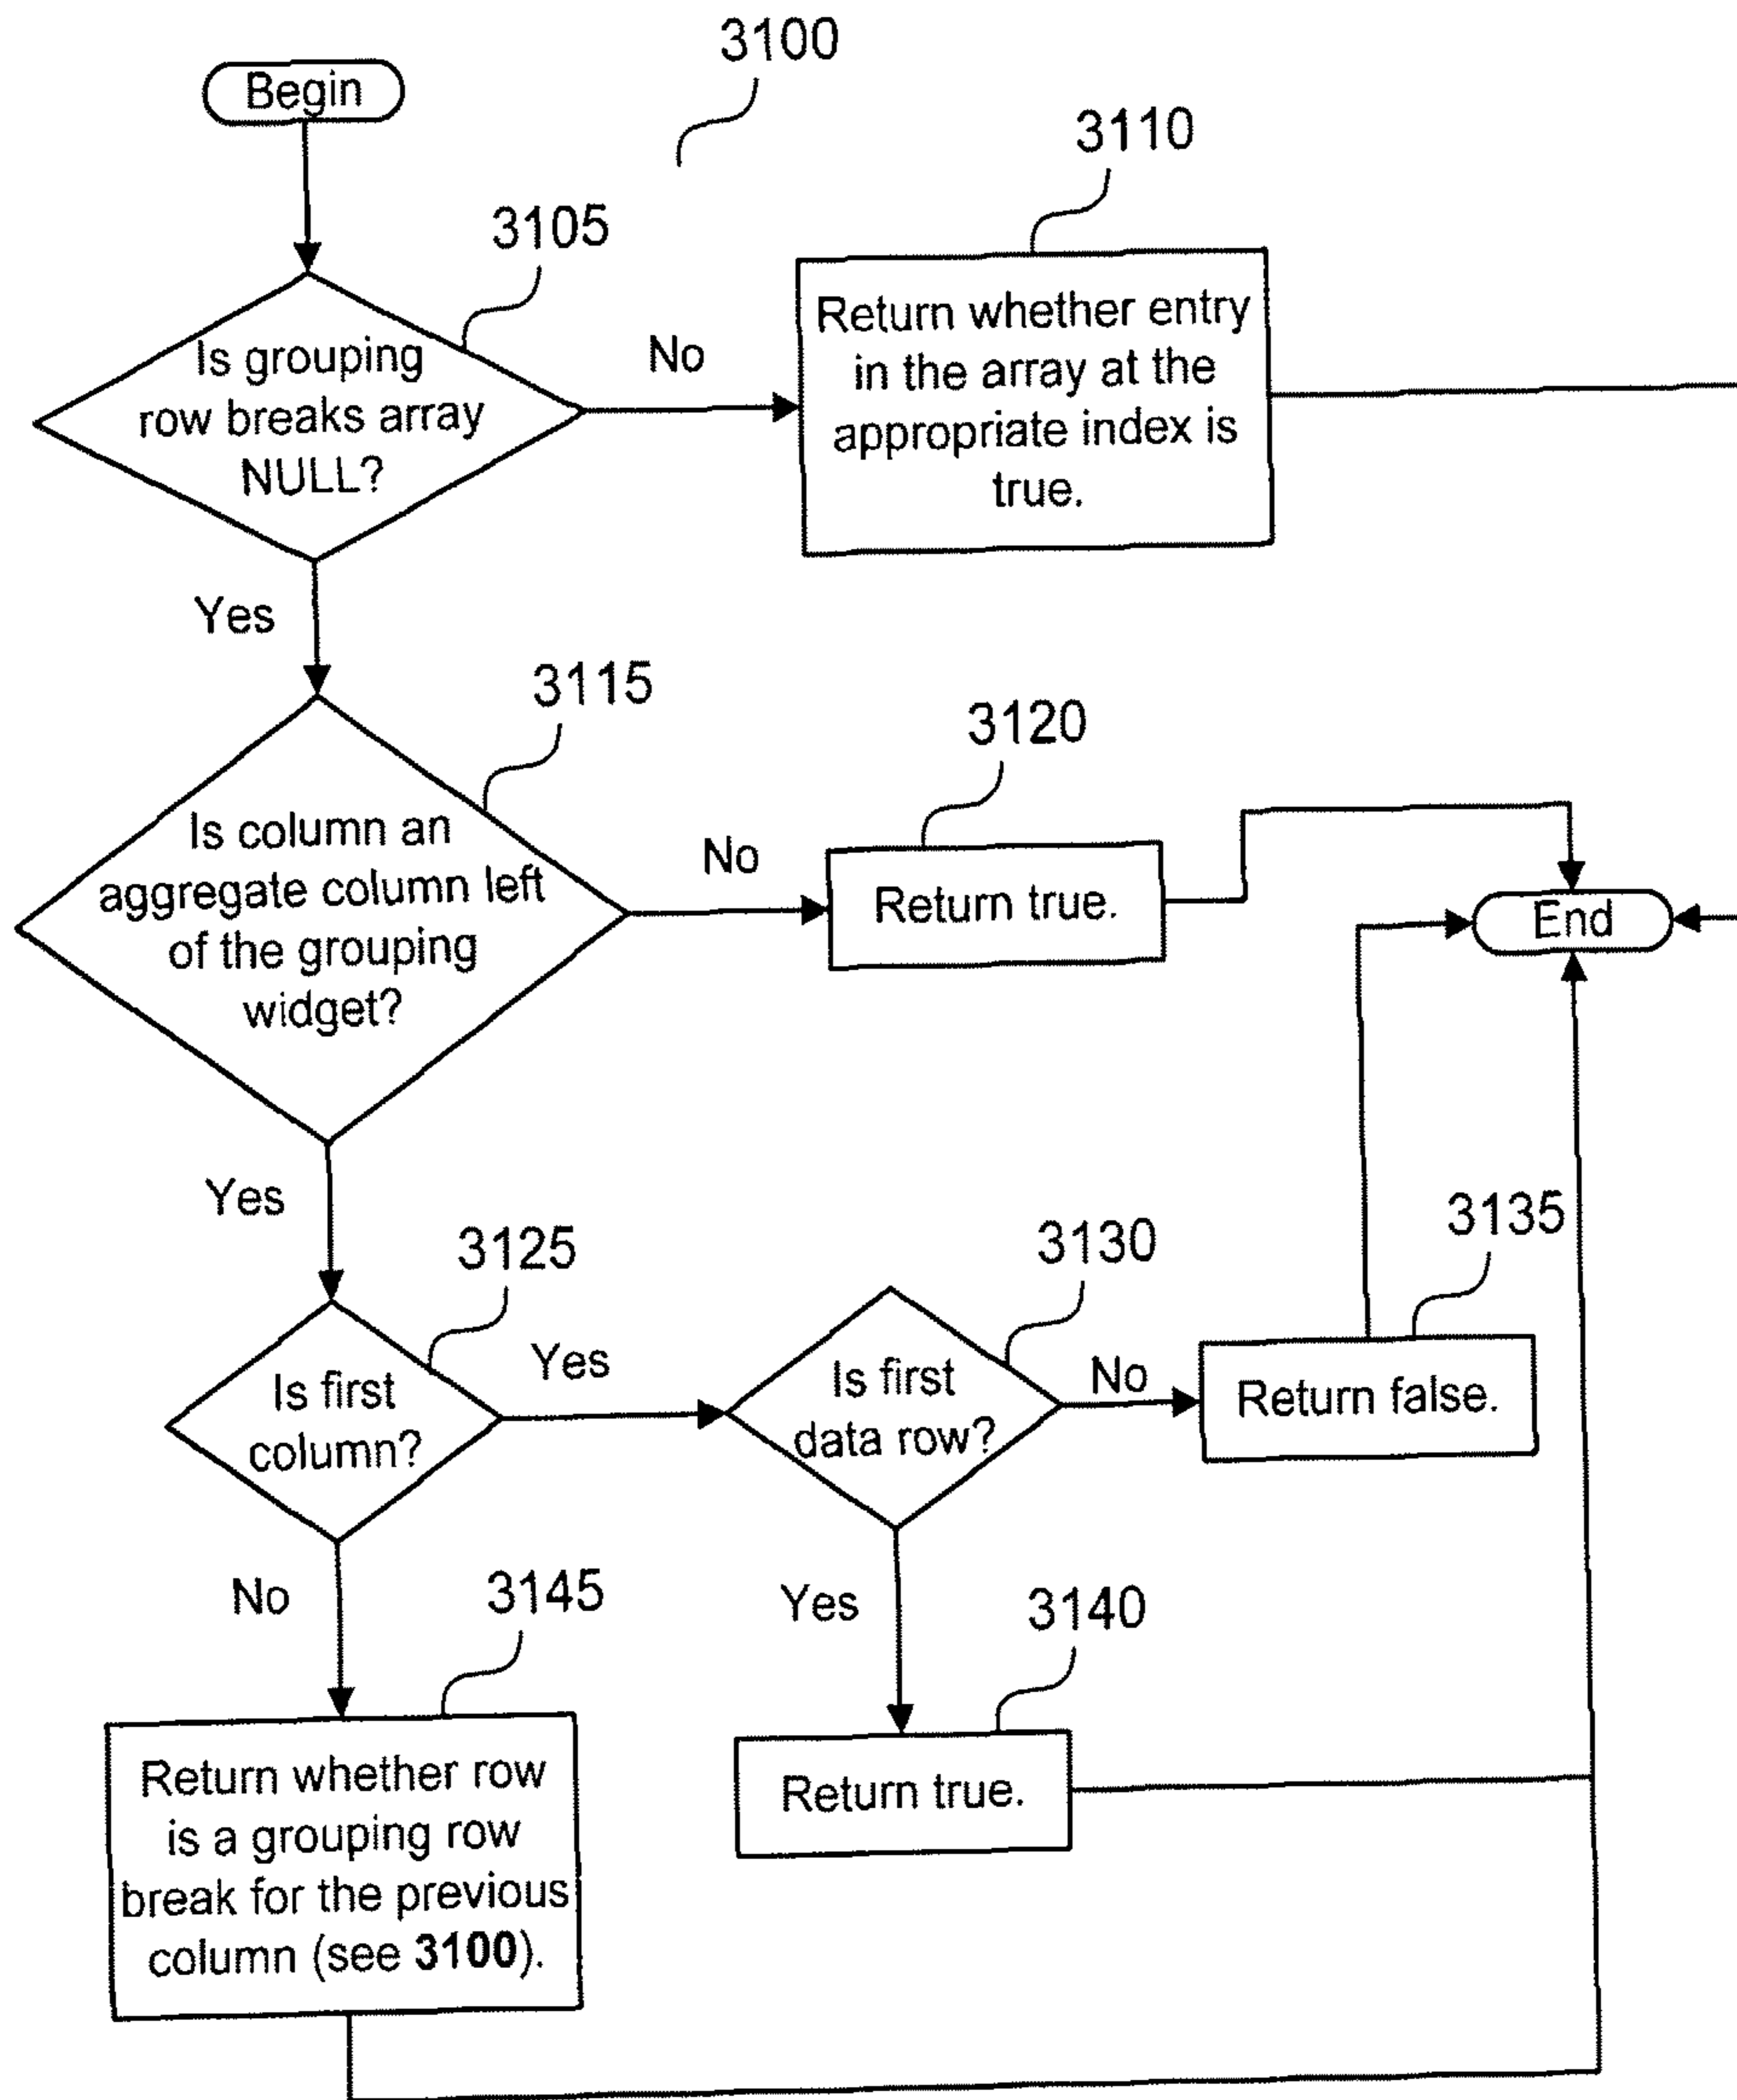 3100
Begin
3110
3105
Is grouping
row breaks array
NULL?
No
Return whether entry
in the array at the
appropriate index is
true.
Yes
3115
3120
Is column an
aggregate column left
of the grouping
widget?
No
Return true.
End
Yes
3125
3130
3135
Is first
column?
Yes
Is first
data row?
No
Return false.
No
3145
Yes
3140
Return whether row
is a grouping row
break for the previous
column (see 3100).
Return true.